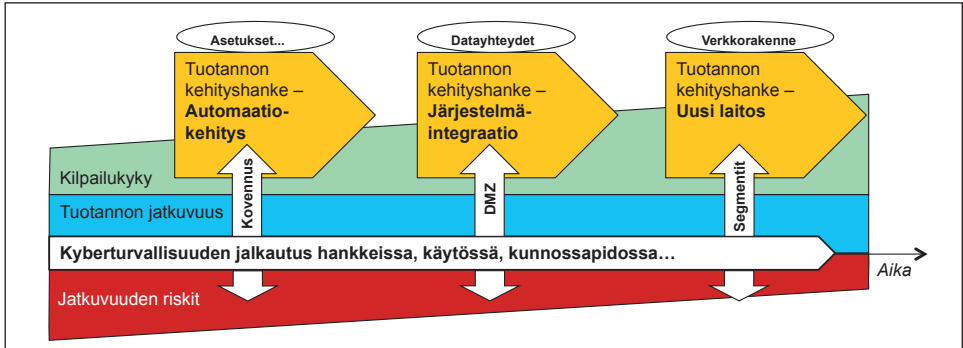 Asetukset...
Datayhteydet
Verkkorakenne
Tuotannon
kehityshanke –
Automaatio-
kehitys
Tuotannon
kehityshanke –
Järjestelmä-
integraatio
Tuotannon
kehityshanke –
Uusi laitos
Kilpailukyky
Kovennus
DMZ
Segmentit
Tuotannon jatkuvuus
Kyberturvallisuuden jalkautus hankkeissa, käytössä, kunnossapidossa…
Aika
Jatkuvuuden riskit